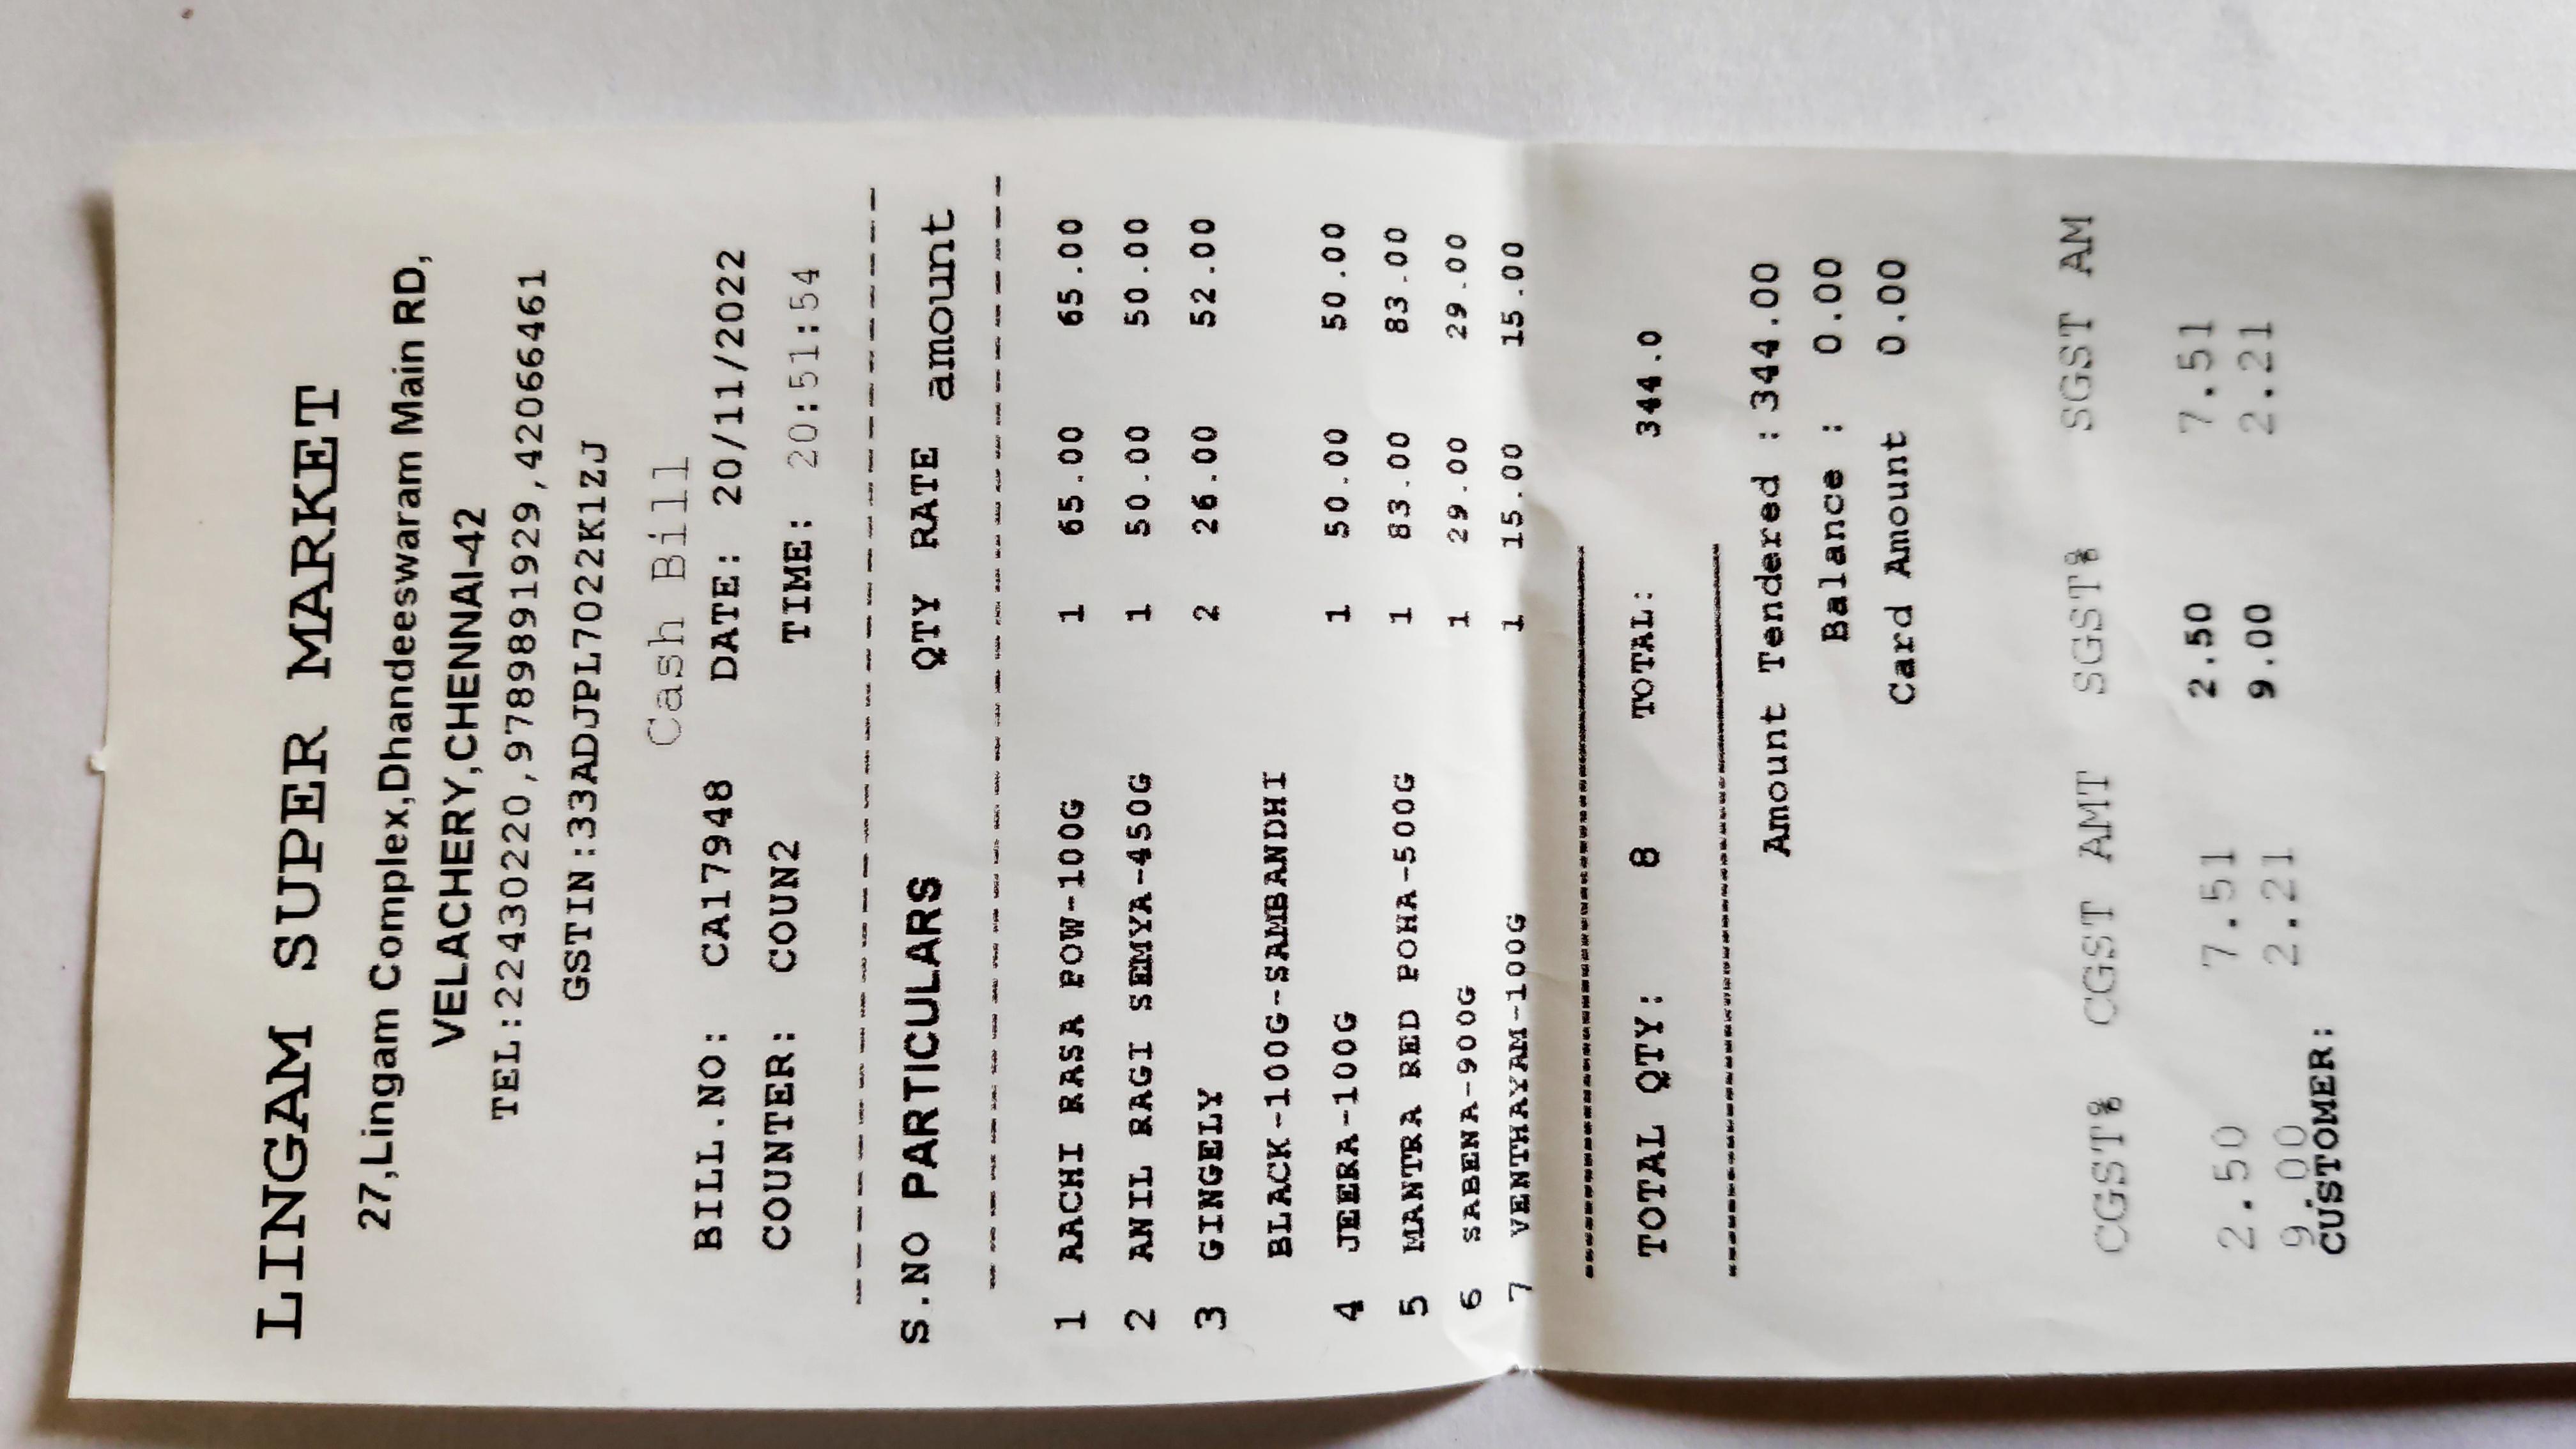 LINGAM SUPER MARKET
27,Lingam Complex,Dhandeeswaram Main RD,
VELACHERY,CHENNAI-42
TEL:22430220,9789891929,42066461
GSTIN:33ADJPL7022K1ZJ
Cash Bill
BILL.NO: CA17948 DATE: 20/11/2022
COUNTER: COUN2 TIME: 20:51:54
S.NO PARTICULARS QTY RATE amount
1 AACHI RASA POW-100G 1 65.00 65.00
2 ANIL RAGI SEMYA-450G 1 50.00 50.00
3 GINGELY 2 26.00 52.00
BLACK-100G-SAMBANDHI
4 JEERA-100G 1 50.00 50.00
5 MANTRA RED POHA-500G 1 83.00 83.00
6 SABENA-900G 1 29.00 29.00
7 VENTHAYAM-100G 1 15.00 15.00
TOTAL QTY: 8 TOTAL: 344.0
Amount Tendered : 344.00
Balance : 0.00
Card Amount 0.00
CGST% CGST AMT SGST% SGST AM
2.50 7.51 2.50 7.51
9.00 2.21 9.00 2.21
CUSTOMER: